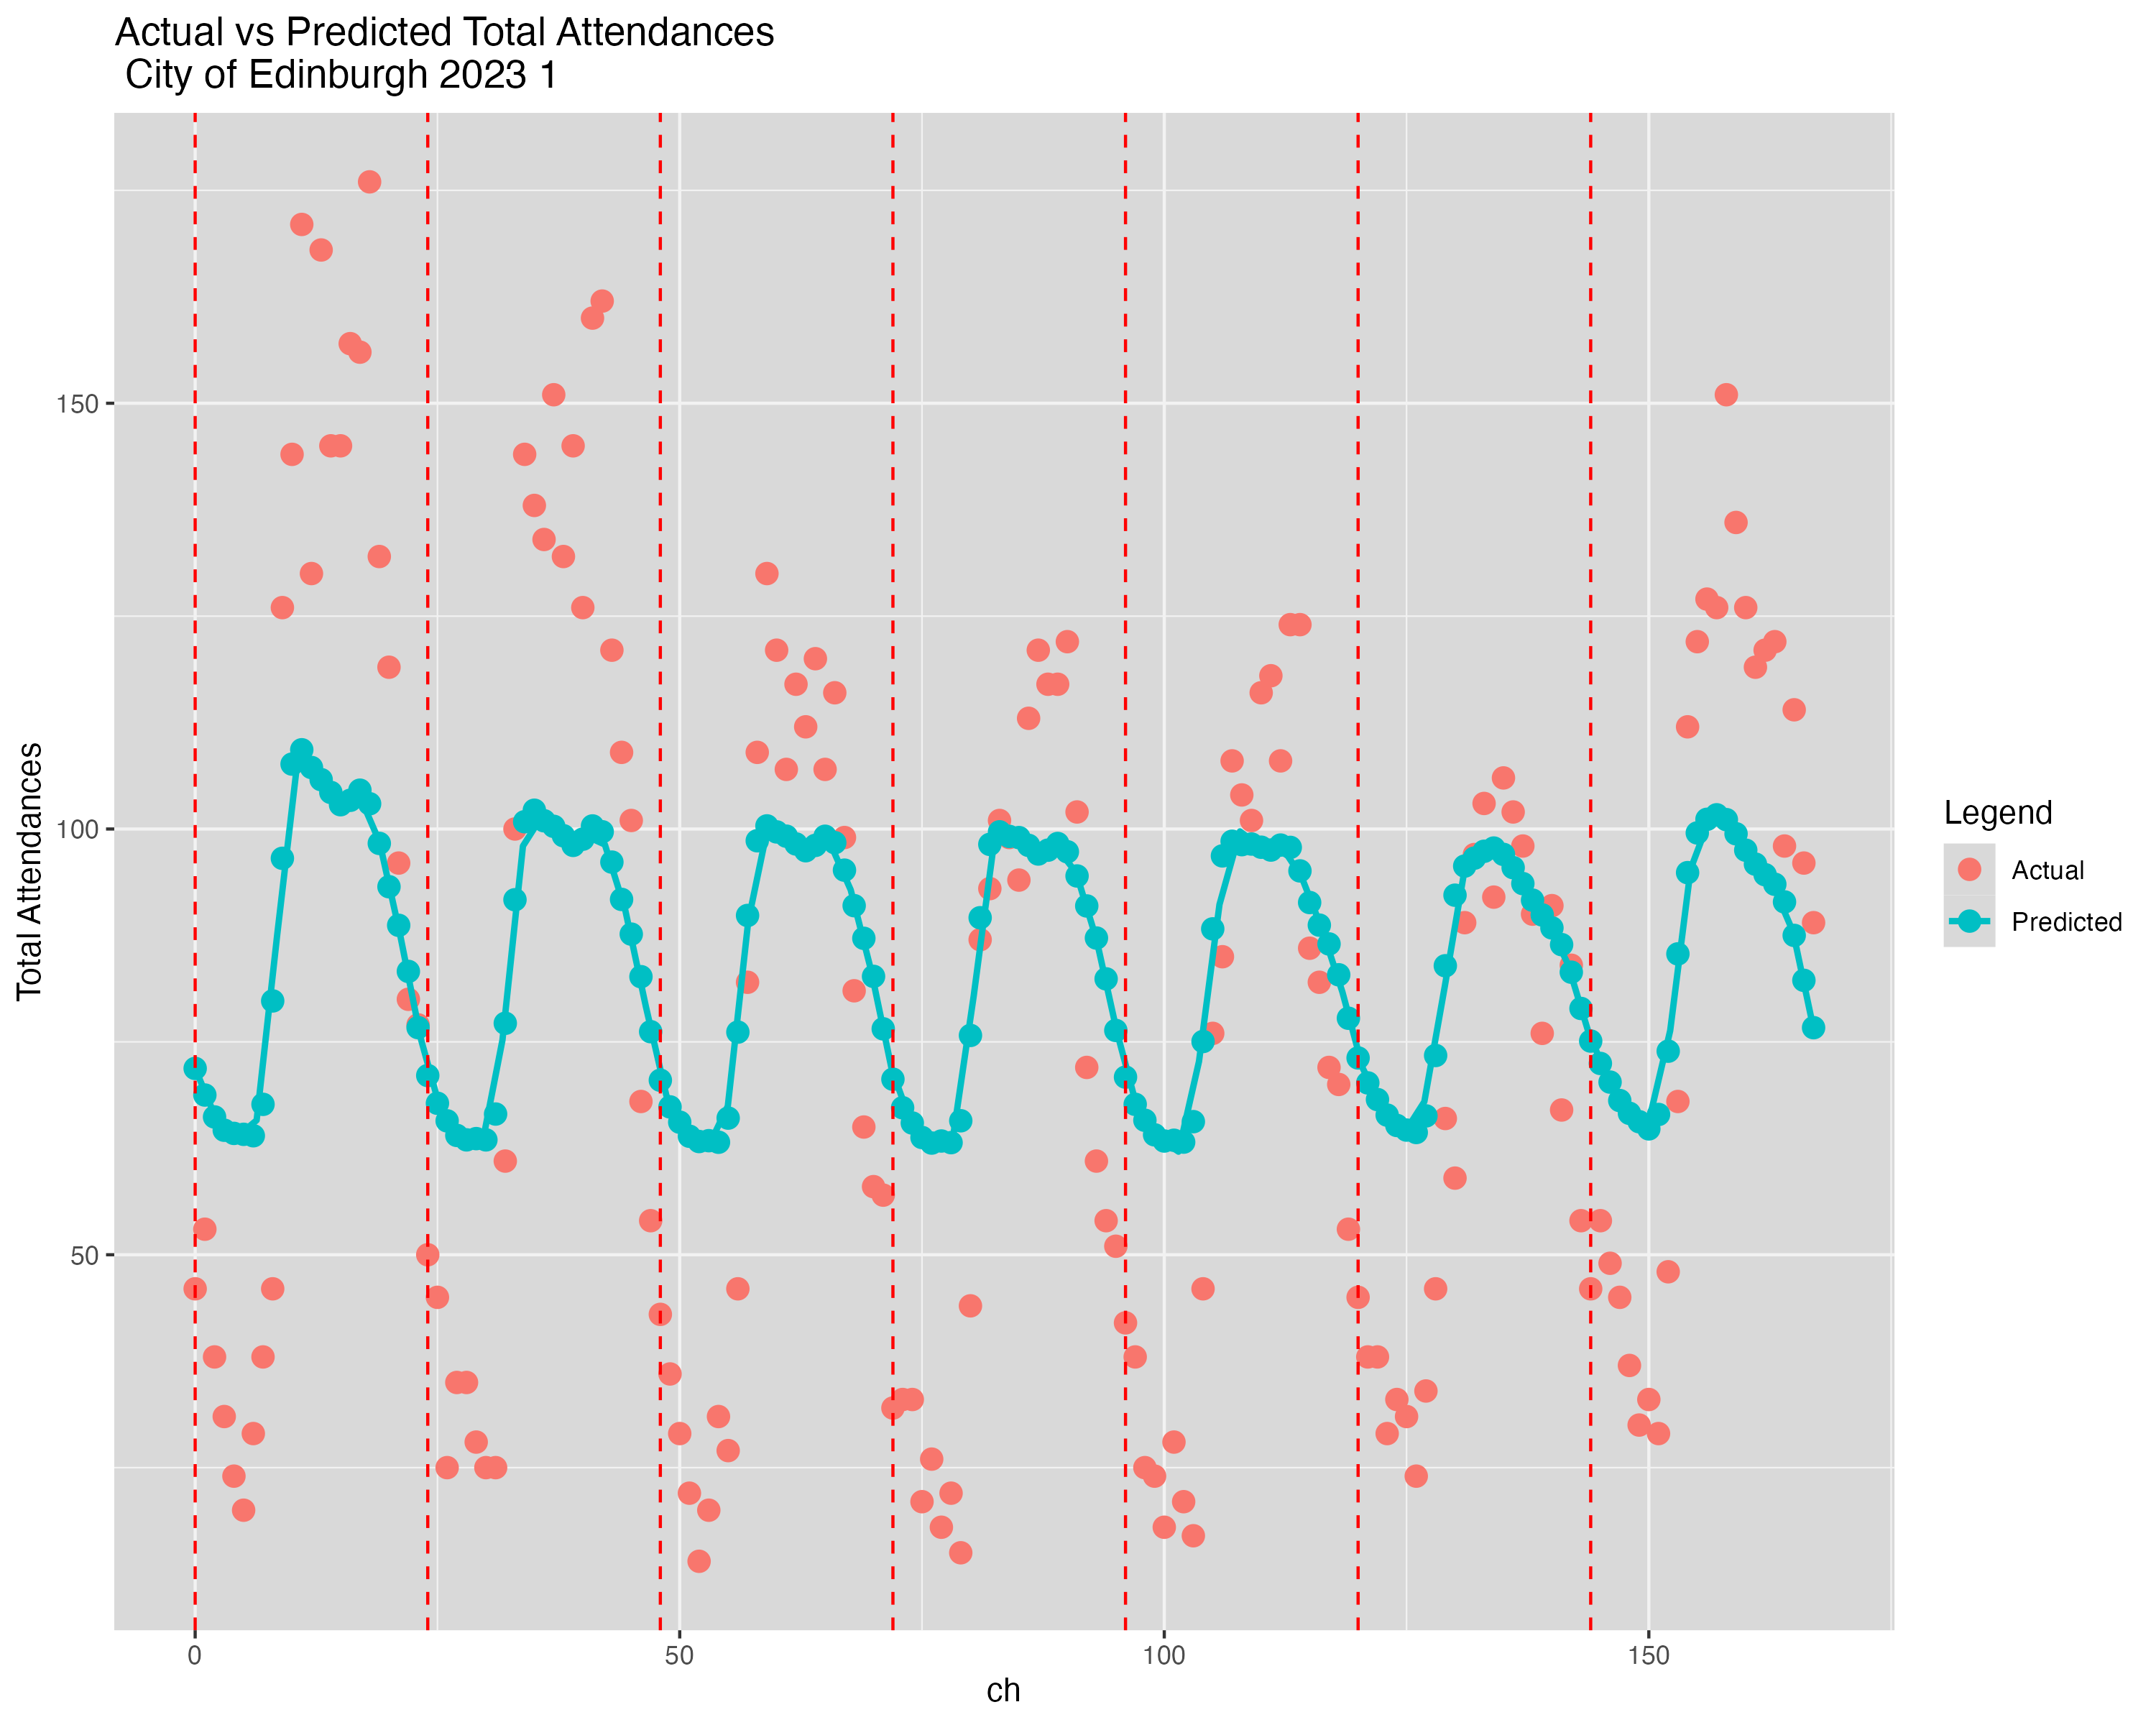 Actual vs Predicted Total Attendances
City of Edinburgh 2023 1
Total Attendances
150
100
50
0
50
100
150
ch
Legend
Actual
Predicted